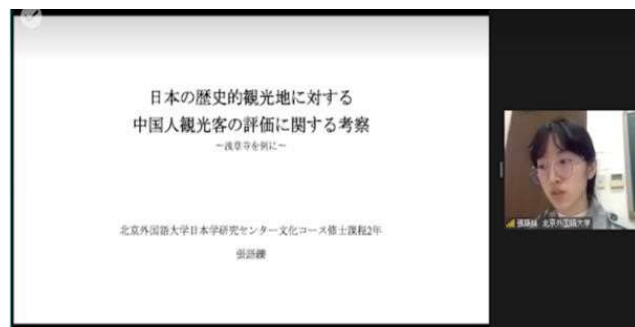 日本の歴史的観光地に対する
中国人観光客の評価に関する考察
～浅草寺を例に～
北京外国語大学日本学研究センター文化コース修士課程2年
北京外国語大学